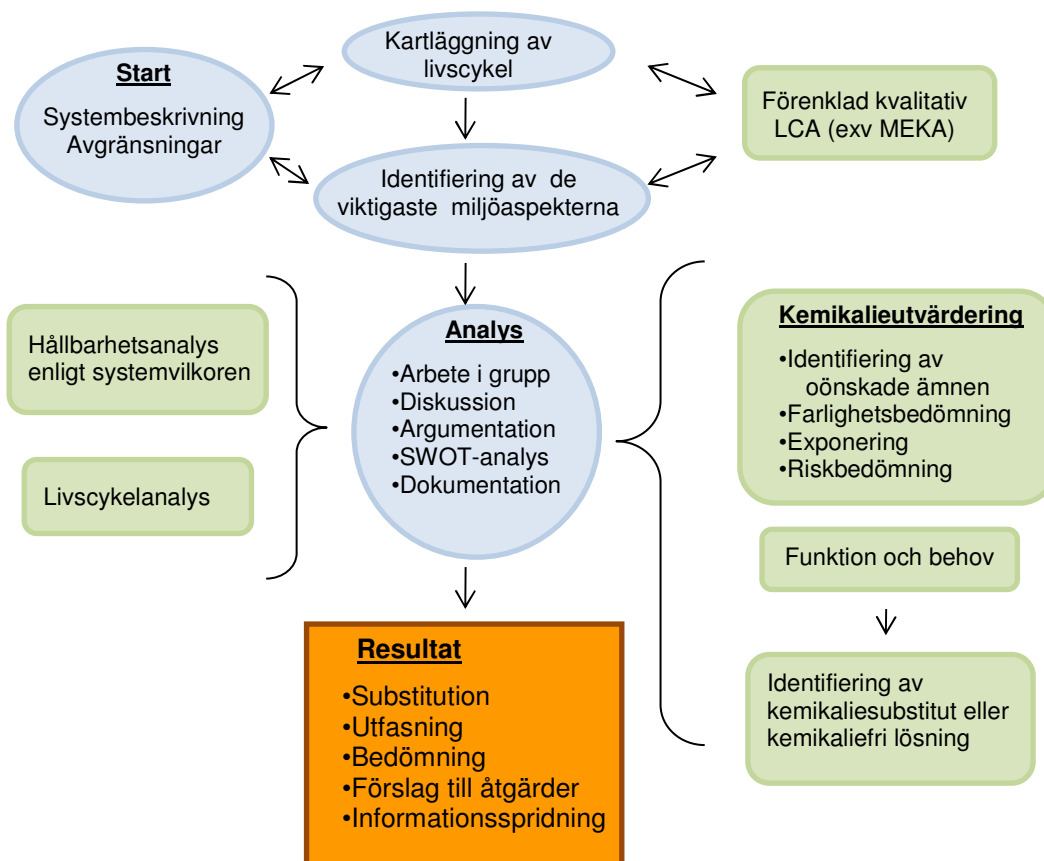 Start
Systembeskrivning
Avgränsningar
Kartläggning av
livscykel
Förenklad kvalitativ
LCA (exv MEKA)
Identifiering av de
viktigaste miljöaspekterna
Hållbarhetsanalys
enligt systemvilkoren
Livscykelanalys
Analys
•Arbete i grupp
•Diskussion
•Argumentation
•SWOT-analys
•Dokumentation
Kemikalieutvärdering
•Identifiering av
oönskade ämnen
•Farlighetsbedömning
•Exponering
•Riskbedömning
Funktion och behov
Identifiering av
kemikaliesubstitut eller
kemikaliefri lösning
Resultat
•Substitution
•Utfasning
•Bedömning
•Förslag till åtgärder
•Informationsspridning